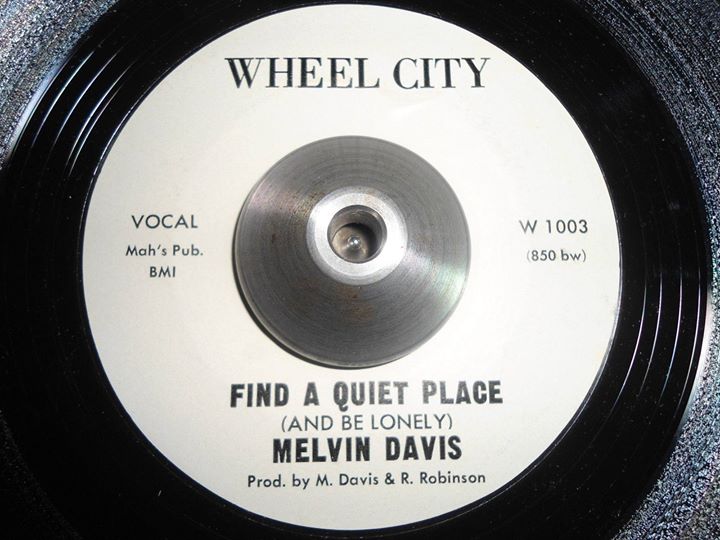 WHEEL CITY
VOCAL
Mah's Pub.
BMI
W 1003
(850 bw)
FIND A QUIET PLACE
(AND BE LONELY)
MELVIN DAVIS
Prod. by M. Davis & R. Robinson